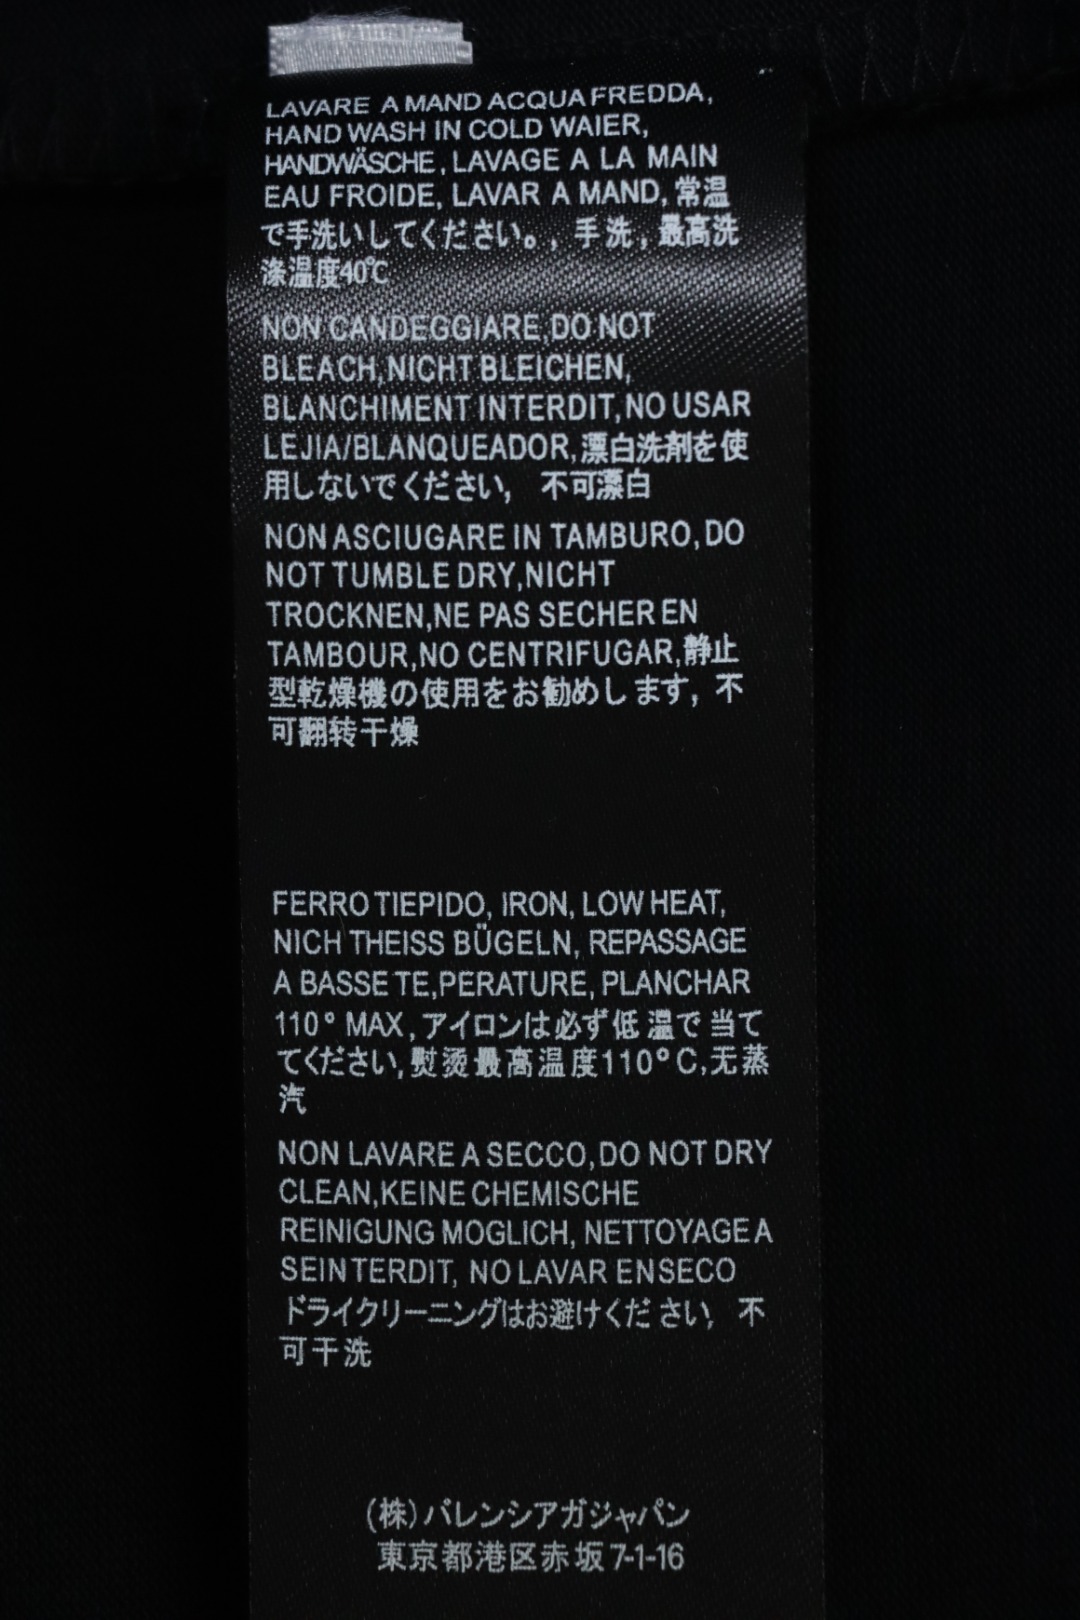 LAVARE A MAND ACQUA FREDDA,
HAND WASH IN COLD WAIER,
HANDWÄSCHE, LAVAGE A LA MAIN
EAU FROIDE, LAVAR A MAND, 常温
で手洗いしてください。, 手洗, 最高洗
涤温度40℃
NON CANDEGGIARE,DO NOT
BLEACH,NICHT BLEICHEN,
BLANCHIMENT INTERDIT,NO USAR
LEJIA/BLANQUEADOR,漂白洗剤を使
用しないでください, 不可漂白
NON ASCIUGARE IN TAMBURO,DO
NOT TUMBLE DRY,NICHT
TROCKNEN,NE PAS SECHER EN
TAMBOUR,NO CENTRIFUGAR,静止
型乾燥機の使用をお勧めします, 不
可翻转干燥
FERRO TIEPIDO, IRON, LOW HEAT,
NICH THEISS BÜGELN, REPASSAGE
A BASSE TE,PERATURE, PLANCHAR
110° MAX,アイロンは必ず低温で当て
てください,熨烫最高温度110°C,无蒸
汽
NON LAVARE A SECCO,DO NOT DRY
CLEAN,KEINE CHEMISCHE
REINIGUNG MOGLICH, NETTOYAGE A
SEINTERDIT, NO LAVAR EN SECO
ドライクリーニングはお避けください, 不
可干洗
(株)バレンシアガジャパン
東京都港区赤坂7-1-16